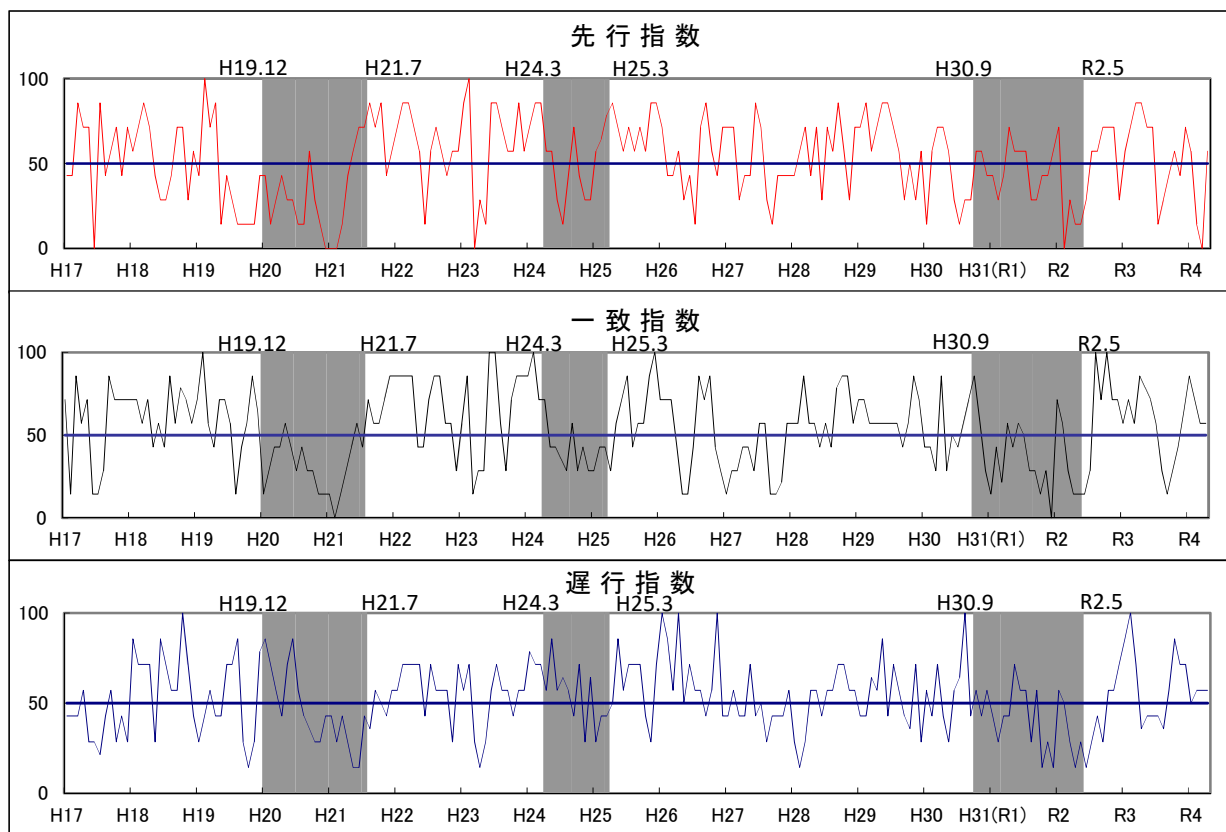 先行指数
H19.12 H21.7 H24.3 H25.3 H30.9 R2.5
100
50
0
H17 H18 H19 H20 H21 H22 H23 H24 H25 H26 H27 H28 H29 H30 H31(R1) R2 R3 R4
一致指数
H19.12 H21.7 H24.3 H25.3 H30.9 R2.5
100
50
0
H17 H18 H19 H20 H21 H22 H23 H24 H25 H26 H27 H28 H29 H30 H31(R1) R2 R3 R4
遅行指数
H19.12 H21.7 H24.3 H25.3 H30.9 R2.5
100
50
0
H17 H18 H19 H20 H21 H22 H23 H24 H25 H26 H27 H28 H29 H30 H31(R1) R2 R3 R4